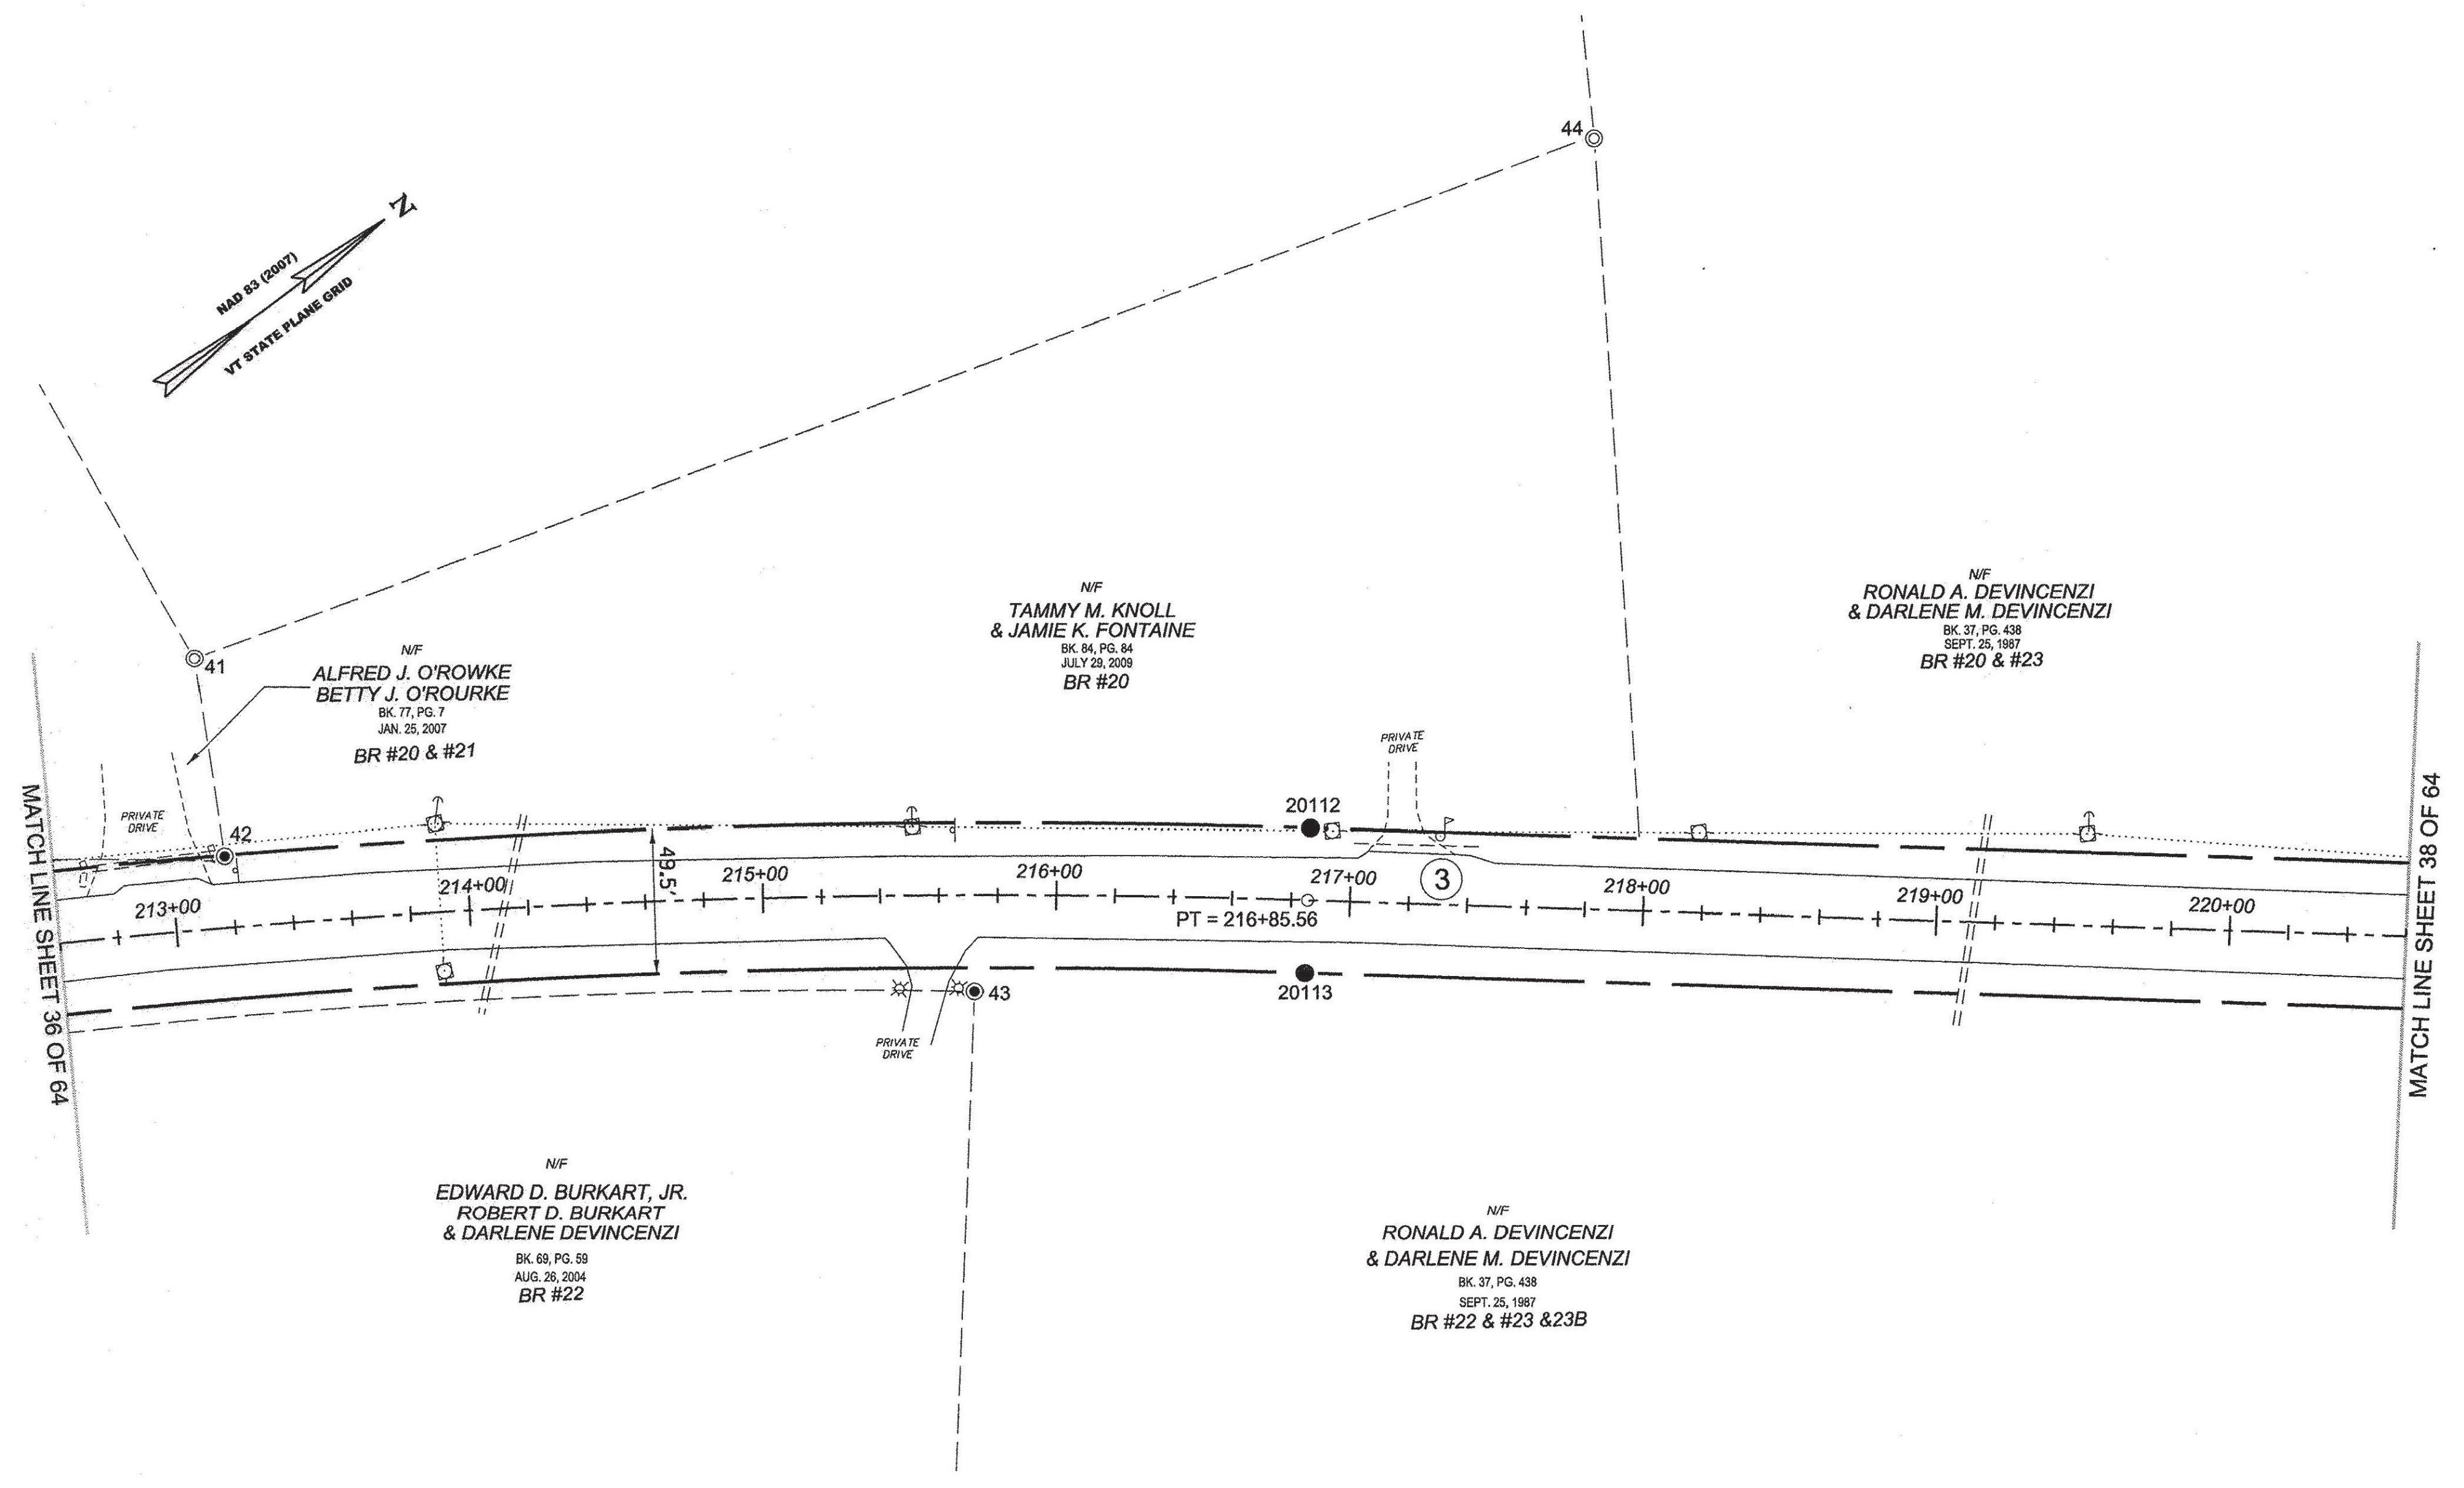 44
N
NAD 83 (2007)
VT STATE PLANE GRID
N/F
TAMMY M. KNOLL
& JAMIE K. FONTAINE
BK. 84, PG. 84
JULY 29, 2009
BR #20
N/F
RONALD A. DEVINCENZI
& DARLENE M. DEVINCENZI
BK. 37, PG. 438
SEPT. 25, 1987
BR #20 & #23
41
N/F
ALFRED J. O'ROWKE
BETTY J. O'ROURKE
BK. 77, PG. 7
JAN. 25, 2007
BR #20 & #21
PRIVATE
DRIVE
PRIVATE
DRIVE
MATCH LINE SHEET 36 OF 64
MATCH LINE SHEET 38 OF 64
42
20112
49.5'
213+00
214+00
215+00
216+00
217+00
3
218+00
219+00
220+00
PT = 216+85.56
43
20113
PRIVATE
DRIVE
N/F
EDWARD D. BURKART, JR.
ROBERT D. BURKART
& DARLENE DEVINCENZI
BK. 69, PG. 59
AUG. 26, 2004
BR #22
N/F
RONALD A. DEVINCENZI
& DARLENE M. DEVINCENZI
BK. 37, PG. 438
SEPT. 25, 1987
BR #22 & #23 &23B